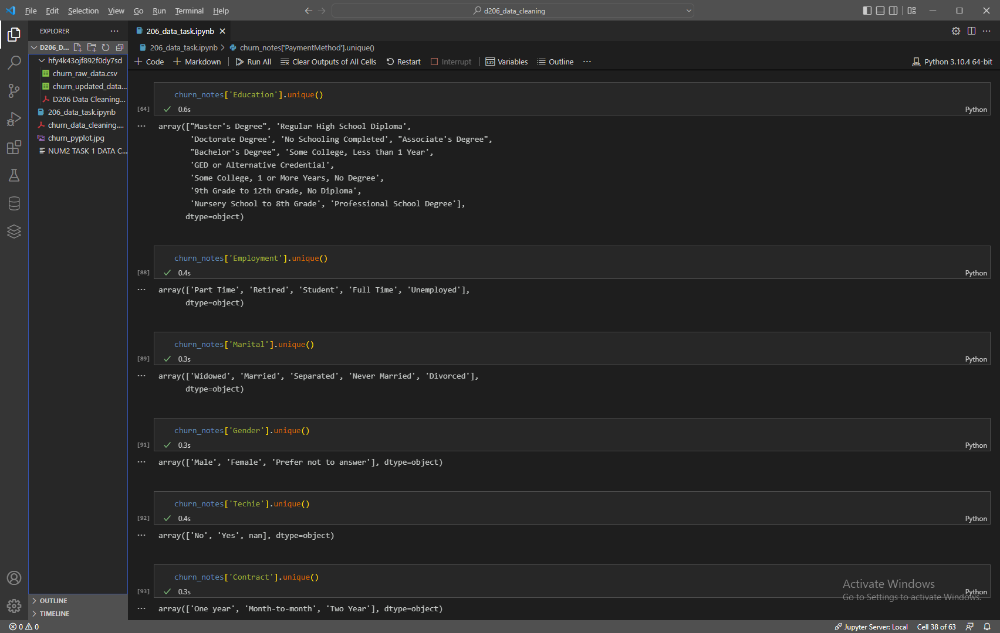 File Edit Selection View Go Run Terminal Help
d206_data_cleaning
EXPLORER
D206_D...
hfy4k43ojf892f0dy7sd
churn_raw_data.csv
churn_updated_data...
D206 Data Cleaning...
206_data_task.ipynb
churn_data_cleaning....
churn_pyplot.jpg
NUM2 TASK 1 DATA C...
OUTLINE
TIMELINE
206_data_task.ipynb
206_data_task.ipynb > churn_notes['PaymentMethod'].unique()
+ Code + Markdown Run All Clear Outputs of All Cells Restart Interrupt Variables Outline ...
Python 3.10.4 64-bit
churn_notes['Education'].unique()
[64] ✓ 0.6s Python
... array(["Master's Degree", 'Regular High School Diploma',
'Doctorate Degree', 'No Schooling Completed', "Associate's Degree",
"Bachelor's Degree", 'Some College, Less than 1 Year',
'GED or Alternative Credential',
'Some College, 1 or More Years, No Degree',
'9th Grade to 12th Grade, No Diploma',
'Nursery School to 8th Grade', 'Professional School Degree'],
dtype=object)
churn_notes['Employment'].unique()
[88] ✓ 0.4s Python
... array(['Part Time', 'Retired', 'Student', 'Full Time', 'Unemployed'],
dtype=object)
churn_notes['Marital'].unique()
[89] ✓ 0.3s Python
... array(['Widowed', 'Married', 'Separated', 'Never Married', 'Divorced'],
dtype=object)
churn_notes['Gender'].unique()
[91] ✓ 0.3s Python
... array(['Male', 'Female', 'Prefer not to answer'], dtype=object)
churn_notes['Techie'].unique()
[92] ✓ 0.4s Python
... array(['No', 'Yes', nan], dtype=object)
churn_notes['Contract'].unique()
[93] ✓ 0.3s Python
... array(['One year', 'Month-to-month', 'Two Year'], dtype=object)
Activate Windows
Go to Settings to activate Windows.
0 0
Jupyter Server: Local Cell 38 of 63